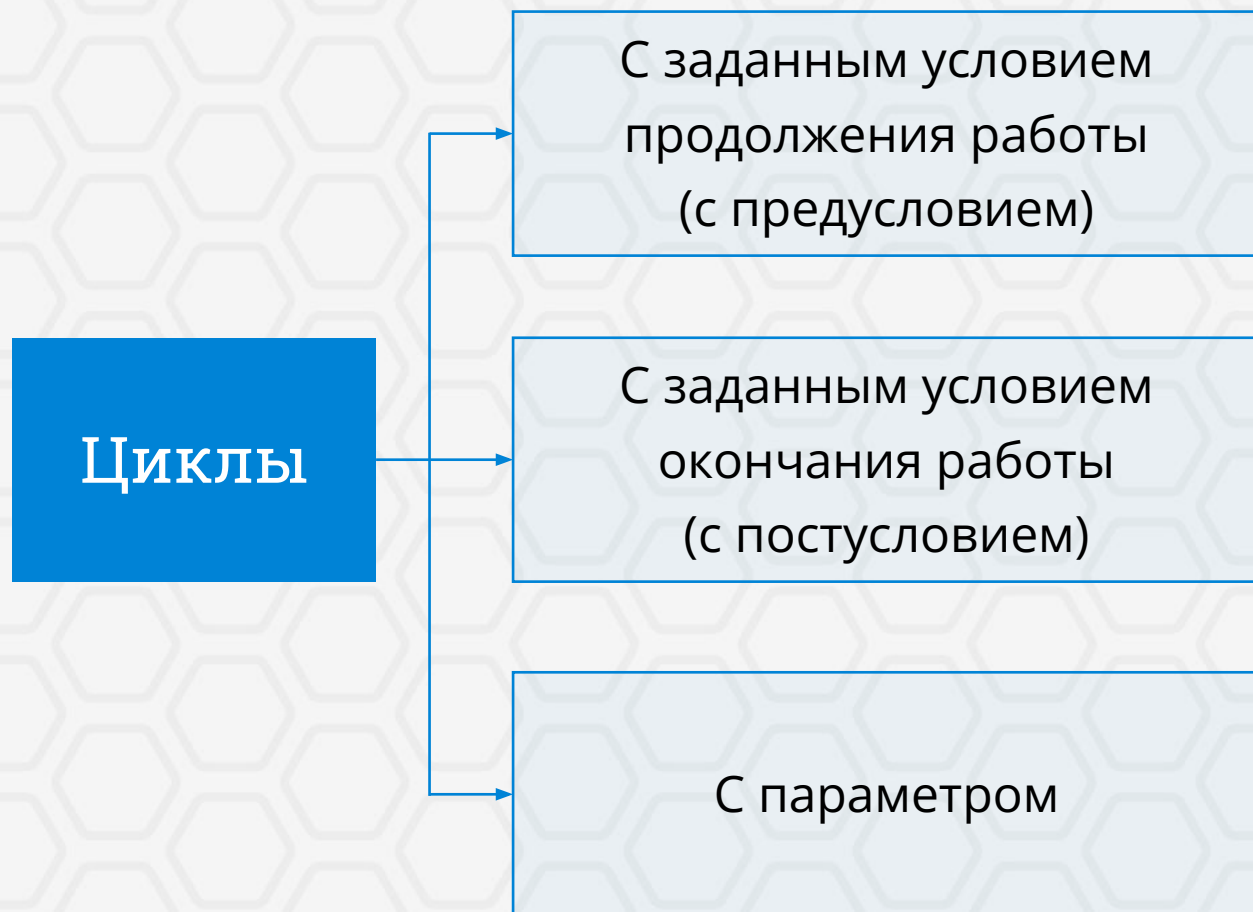 С заданным условием
продолжения работы
(с предусловием)
Циклы
С заданным условием
окончания работы
(с постусловием)
С параметром